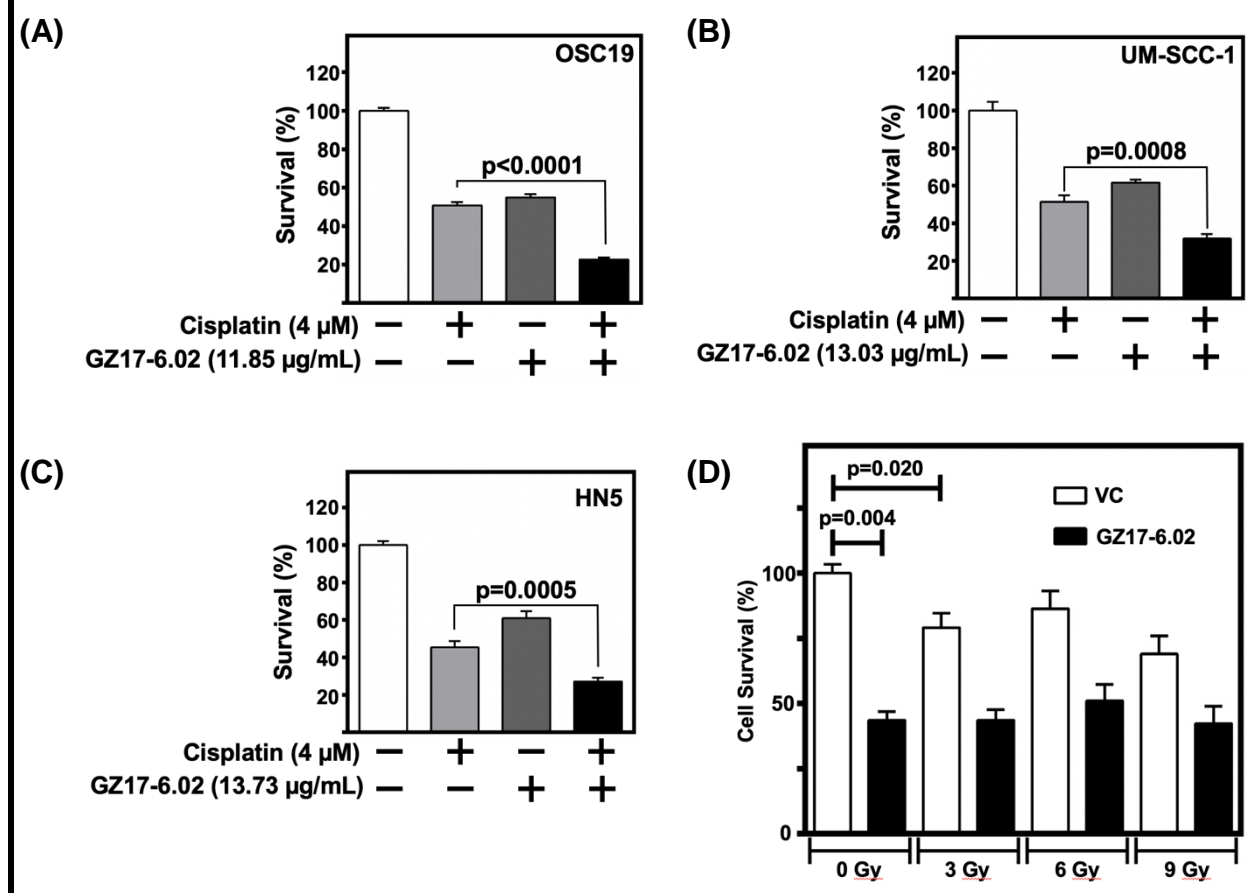 (A)
OSC19
120
100
80
60
40
20
Survival (%)
p<0.0001
Cisplatin (4 µM) — + — +
GZ17-6.02 (11.85 µg/mL) — — + +
(B)
UM-SCC-1
120
100
80
60
40
20
Survival (%)
p=0.0008
Cisplatin (4 µM) — + — +
GZ17-6.02 (13.03 µg/mL) — — + +
(C)
HN5
120
100
80
60
40
20
Survival (%)
p=0.0005
Cisplatin (4 µM) — + — +
GZ17-6.02 (13.73 µg/mL) — — + +
(D)
p=0.020
p=0.004
VC
GZ17-6.02
100
50
0
Cell Survival (%)
0 Gy 3 Gy 6 Gy 9 Gy